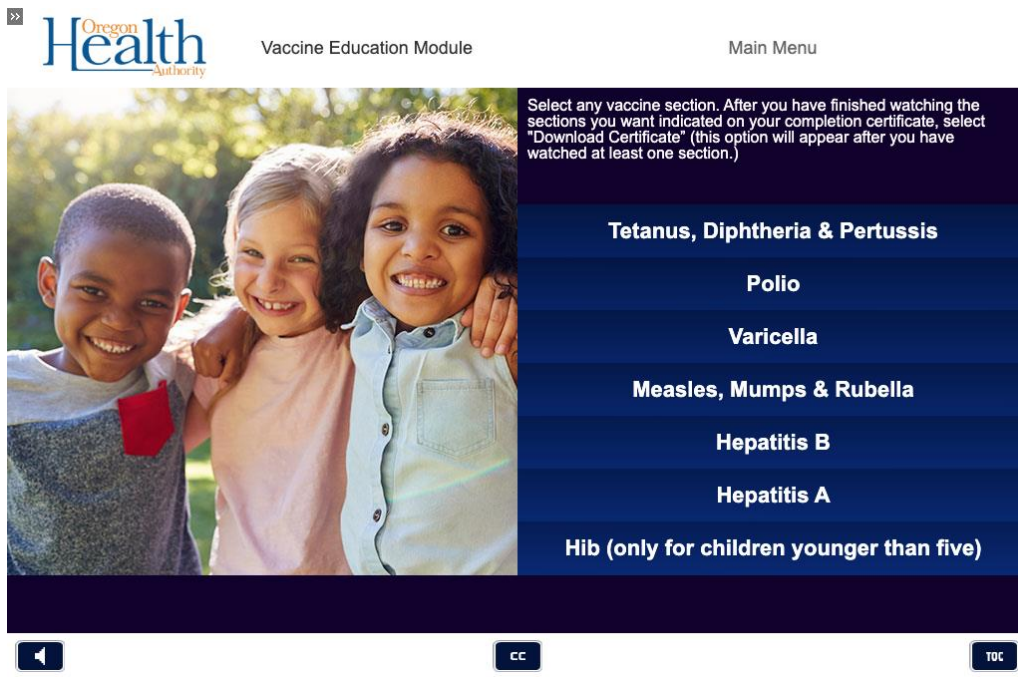 Oregon
Health
Authority
Vaccine Education Module
Main Menu
Select any vaccine section. After you have finished watching the
sections you want indicated on your completion certificate, select
"Download Certificate” (this option will appear after you have
watched at least one section.)
Tetanus, Diphtheria & Pertussis
Polio
Varicella
Measles, Mumps & Rubella
Hepatitis B
Hepatitis A
Hib (only for children younger than five)
CC
TOC